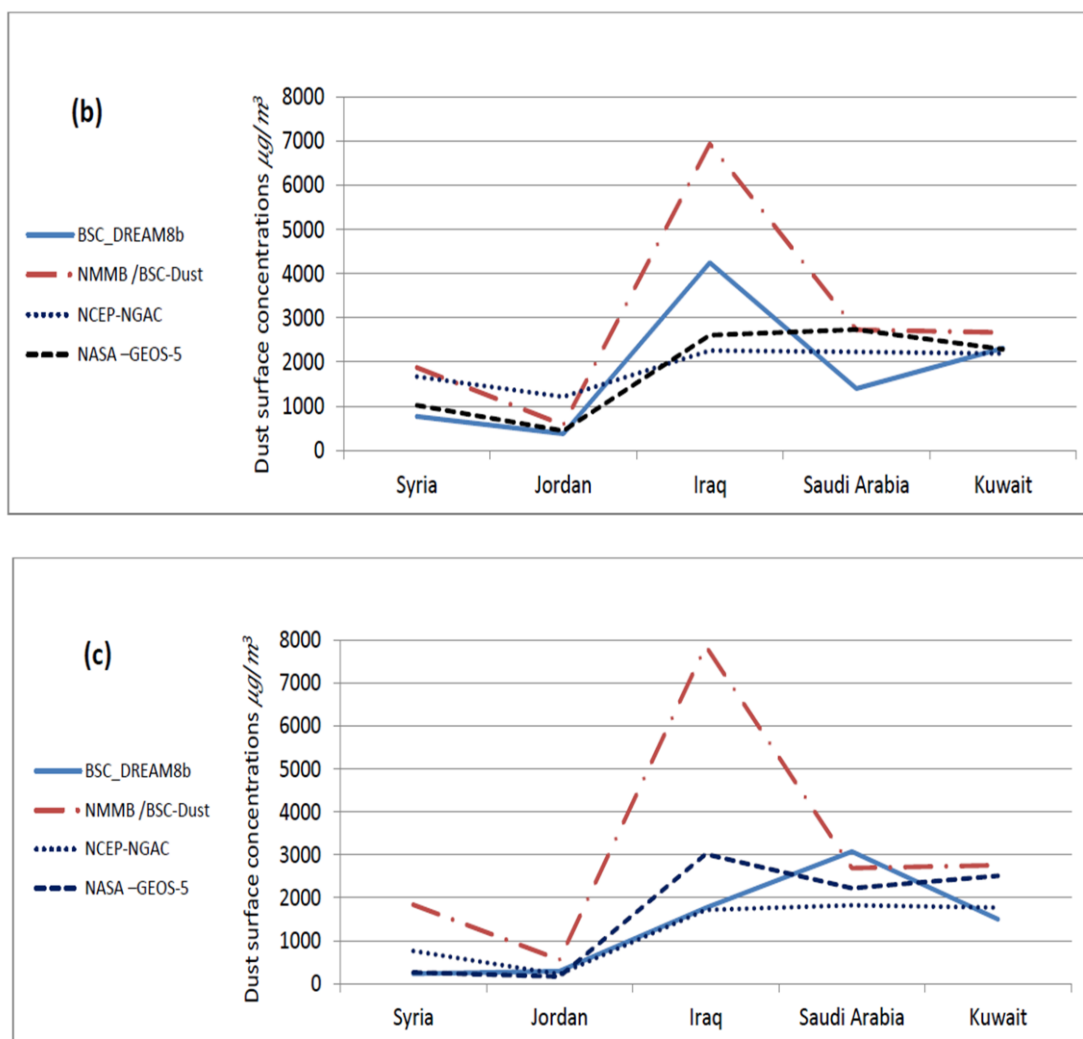 (b)
Dust surface concentrations µg/m³
8000
7000
6000
5000
4000
3000
2000
1000
0
BSC_DREAM8b
NMMB /BSC-Dust
NCEP-NGAC
NASA –GEOS-5
Syria Jordan Iraq Saudi Arabia Kuwait
(c)
Dust surface concentrations µg/m³
8000
7000
6000
5000
4000
3000
2000
1000
0
BSC_DREAM8b
NMMB /BSC-Dust
NCEP-NGAC
NASA –GEOS-5
Syria Jordan Iraq Saudi Arabia Kuwait